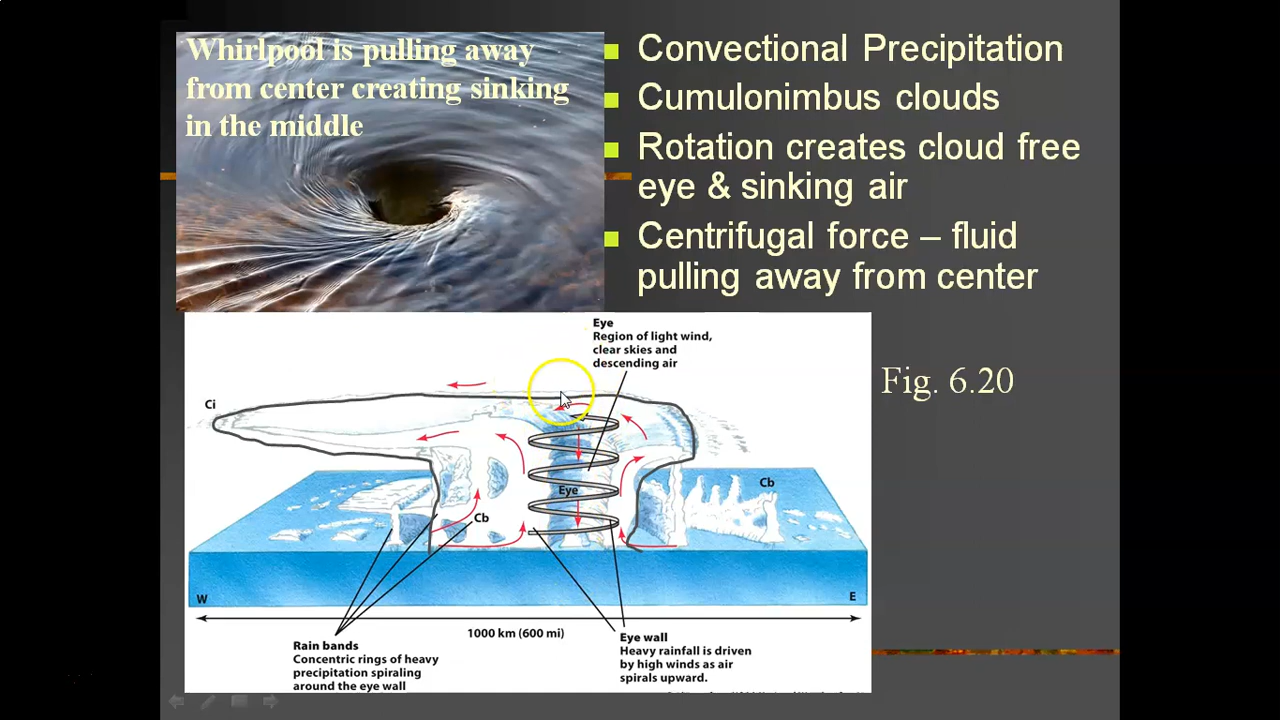 Whirlpool is pulling away
from center creating sinking
in the middle
Convectional Precipitation
Cumulonimbus clouds
Rotation creates cloud free
eye & sinking air
Centrifugal force – fluid
pulling away from center
Fig. 6.20
Eye
Region of light wind,
clear skies and
descending air
Ci
Eye
Cb
Cb
W
E
1000 km (600 mi)
Rain bands
Concentric rings of heavy
precipitation spiraling
around the eye wall
Eye wall
Heavy rainfall is driven
by high winds as air
spirals upward.